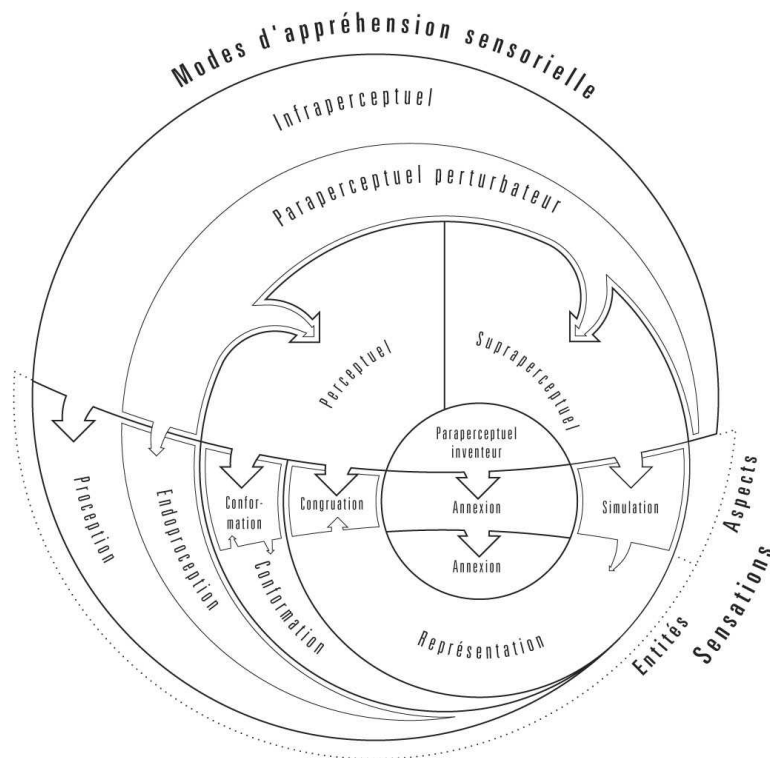 Modes d'appréhension sensorielle
Infraperceptuel
Paraperceptuel perturbateur
Perceptuel
Supraperceptuel
Paraperceptuel
inventeur
Proception
Endoproception
Confor-
mation
Congruation
Annexion
Simulation
Aspects
Conformation
Annexion
Représentation
Entités
Sensations